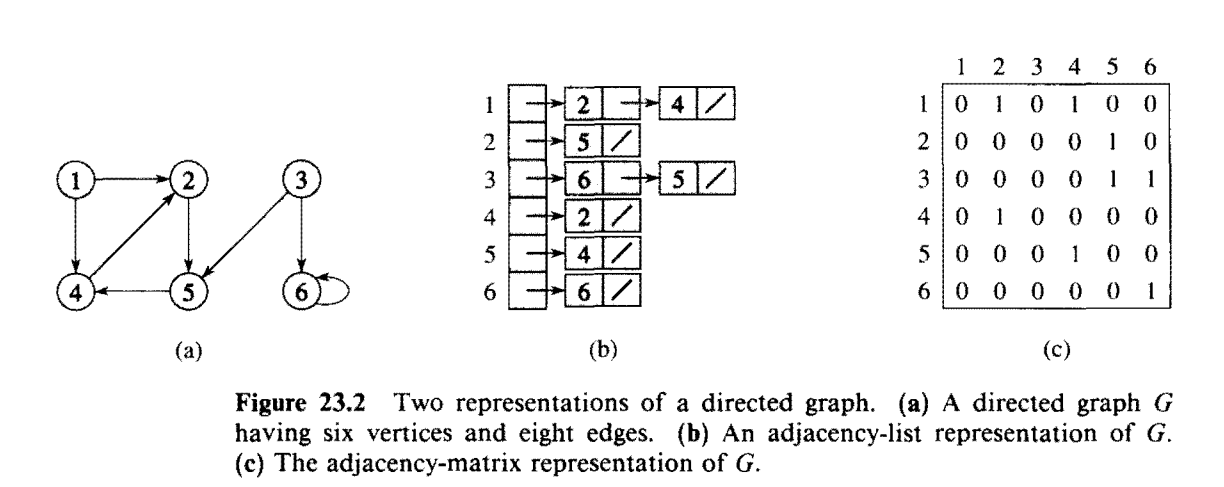 1 2 3
4 5 6
(a)
1 2 4
2 5
3 6 5
4 2
5 4
6 6
(b)
1 2 3 4 5 6
1 0 1 0 1 0 0
2 0 0 0 0 1 0
3 0 0 0 0 1 1
4 0 1 0 0 0 0
5 0 0 0 1 0 0
6 0 0 0 0 0 1
(c)
Figure 23.2 Two representations of a directed graph. (a) A directed graph G
having six vertices and eight edges. (b) An adjacency-list representation of G.
(c) The adjacency-matrix representation of G.